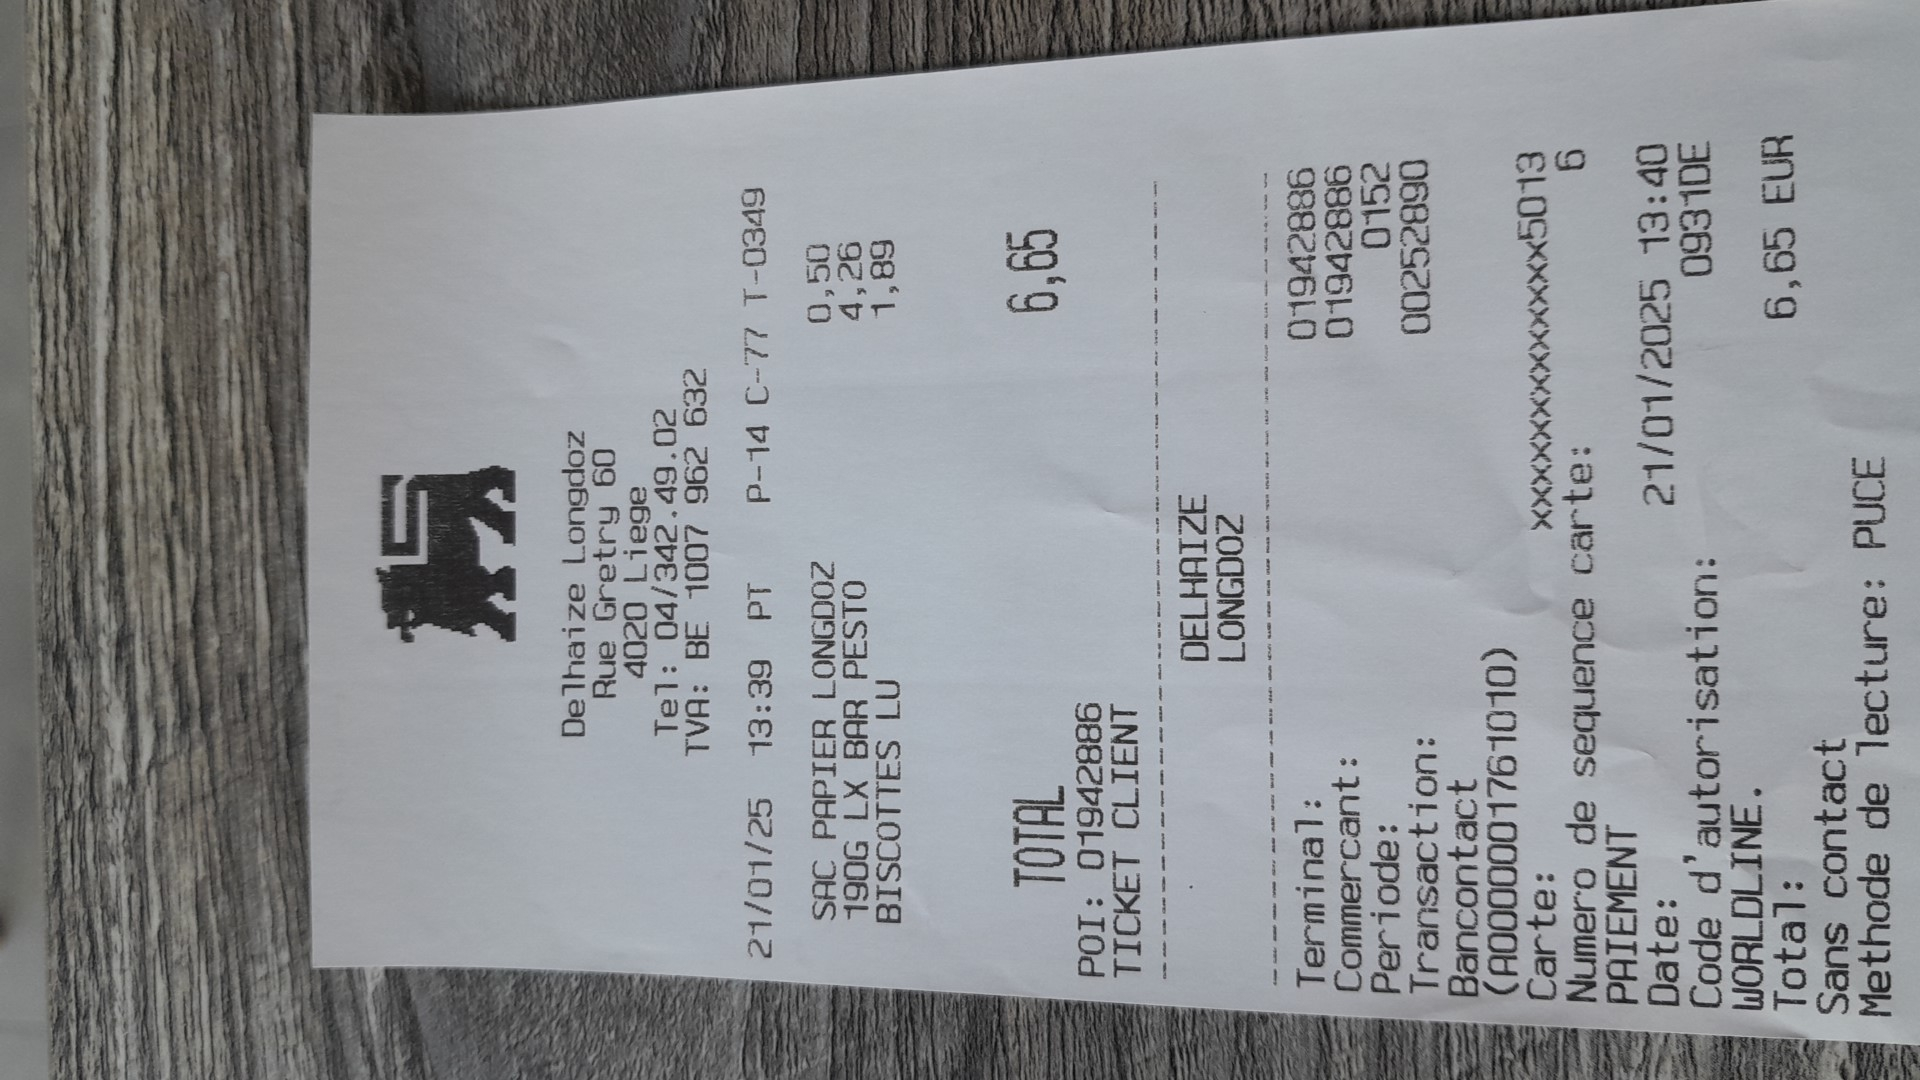 Delhaize Longdoz
Rue Gretry 60
4020 Liege
Tel: 04/342.49.02
TVA: BE 1007 962 632
21/01/25 13:39 PT P-14 C-77 T-0349
SAC PAPIER LONGDOZ 0,50
190G LX BAR PESTO 4,26
BISCOTTES LU 1,89
TOTAL 6,65
POI: 01942886
TICKET CLIENT
DELHAIZE
LONGDOZ
Terminal: 01942886
Commercant: 01942886
Periode: 0152
Transaction: 00252890
Bancontact
(A0000001761010)
Carte: xxxxxxxxxxxxx5013
Numero de sequence carte: 6
PAIEMENT
Date: 21/01/2025 13:40
Code d'autorisation: 0931DE
WORLDLINE.
Total: 6,65 EUR
Sans contact
Methode de lecture: PUCE